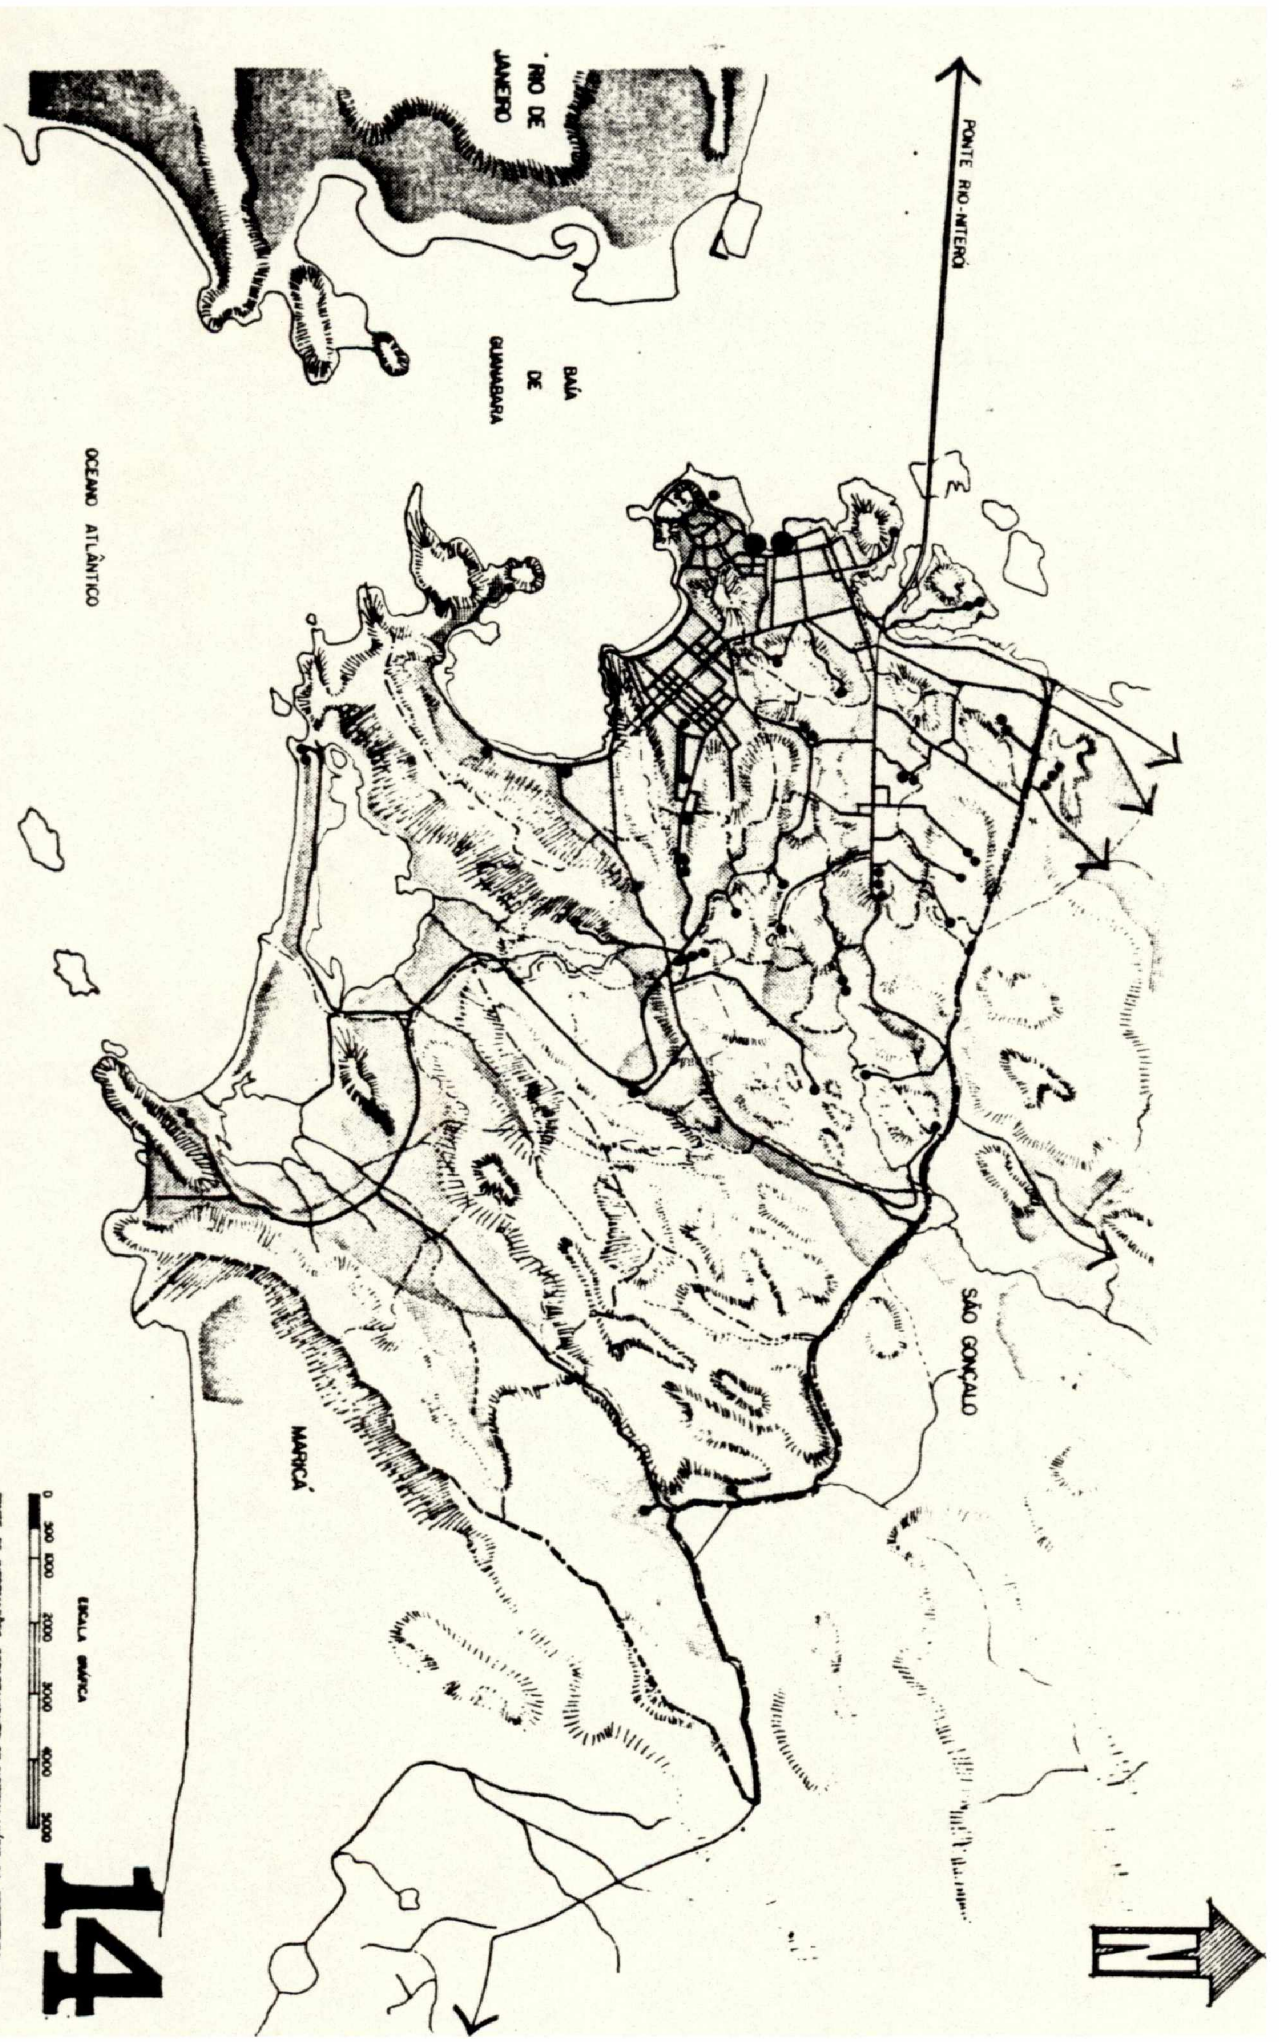 RIO DE
JANEIRO
PONTE RIO-NITERÓI
BAÍA
DE
GUANABARA
OCEANO ATLÂNTICO
SÃO GONÇALO
MARICÁ
ESCALA GRÁFICA
0 500 1000 2000 3000 4000 5000
14
N